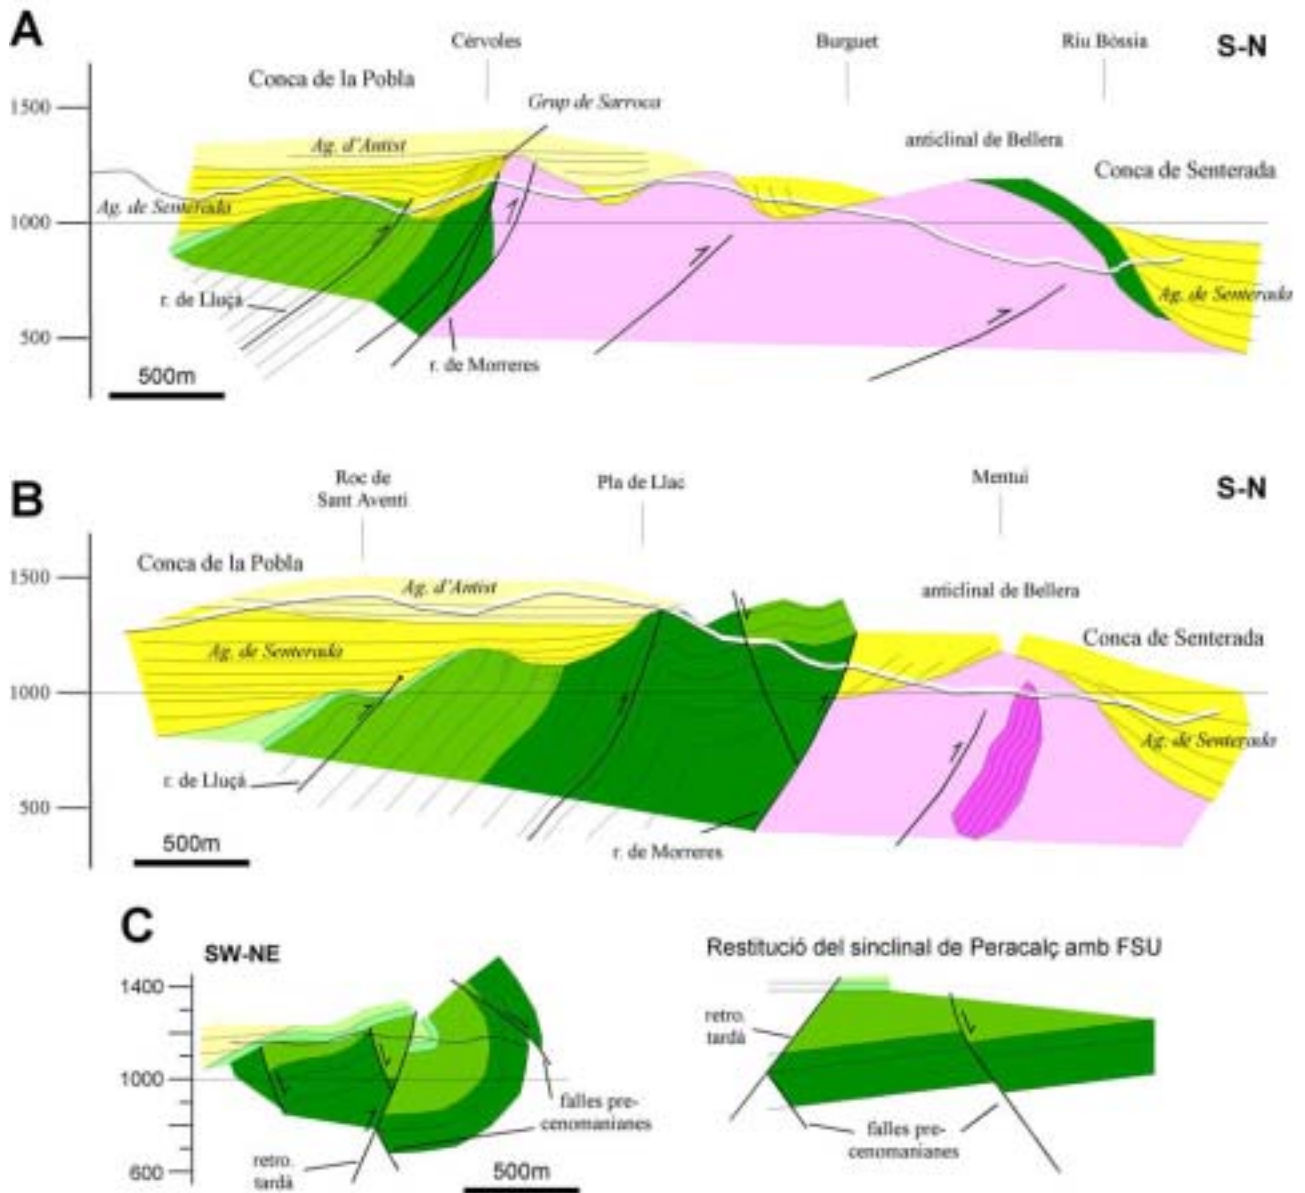 A
Cérvoles
Burguet
Riu Bòssia
S-N
Conca de la Pobla
Grup de Sarroca
1500
Ag. d'Antist
anticlinal de Bellera
Conca de Senterada
Ag. de Senterada
1000
r. de Lluçà
Ag. de Senterada
500
r. de Morreres
500m
B
Roc de
Sant Aventí
Pla de Llac
Mentui
S-N
Conca de la Pobla
1500
Ag. d'Antist
anticlinal de Bellera
Conca de Senterada
Ag. de Senterada
1000
Ag. de Senterada
r. de Lluçà
500
500m
r. de Morreres
C
SW-NE
Restitució del sinclinal de Peracalç amb FSU
1400
retro.
tardà
1000
falles pre-
cenomanianes
falles pre-
cenomanianes
600
retro.
tardà
500m